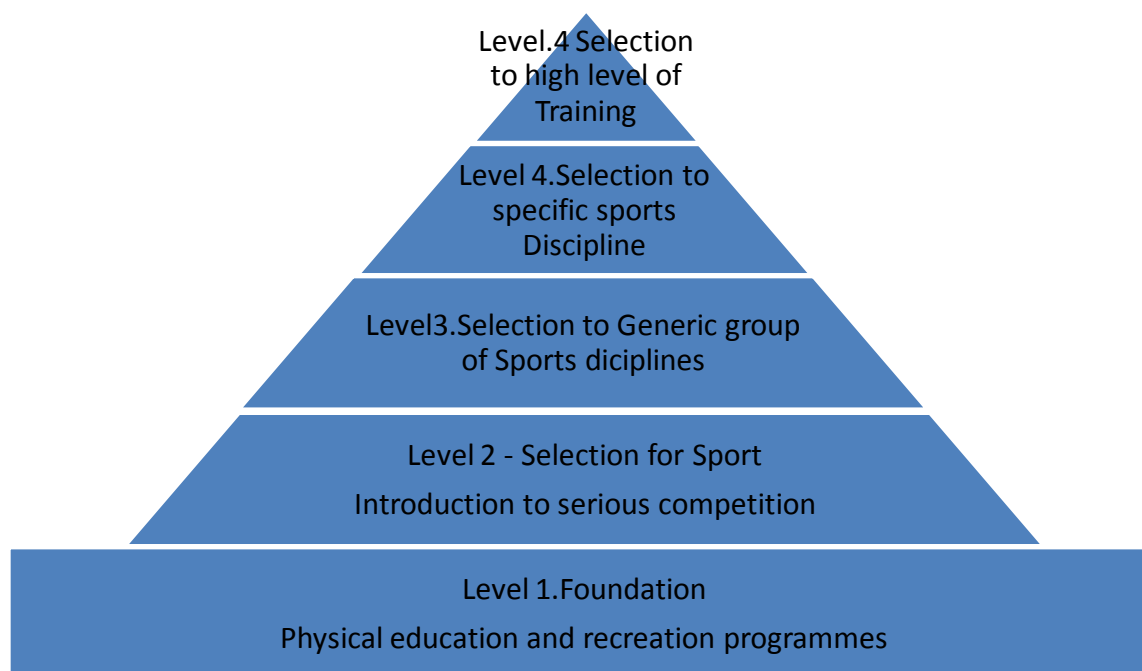 Level.4 Selection
to high level of
Training
Level 4.Selection to
specific sports
Discipline
Level3.Selection to Generic group
of Sports diciplines
Level 2 - Selection for Sport
Introduction to serious competition
Level 1.Foundation
Physical education and recreation programmes